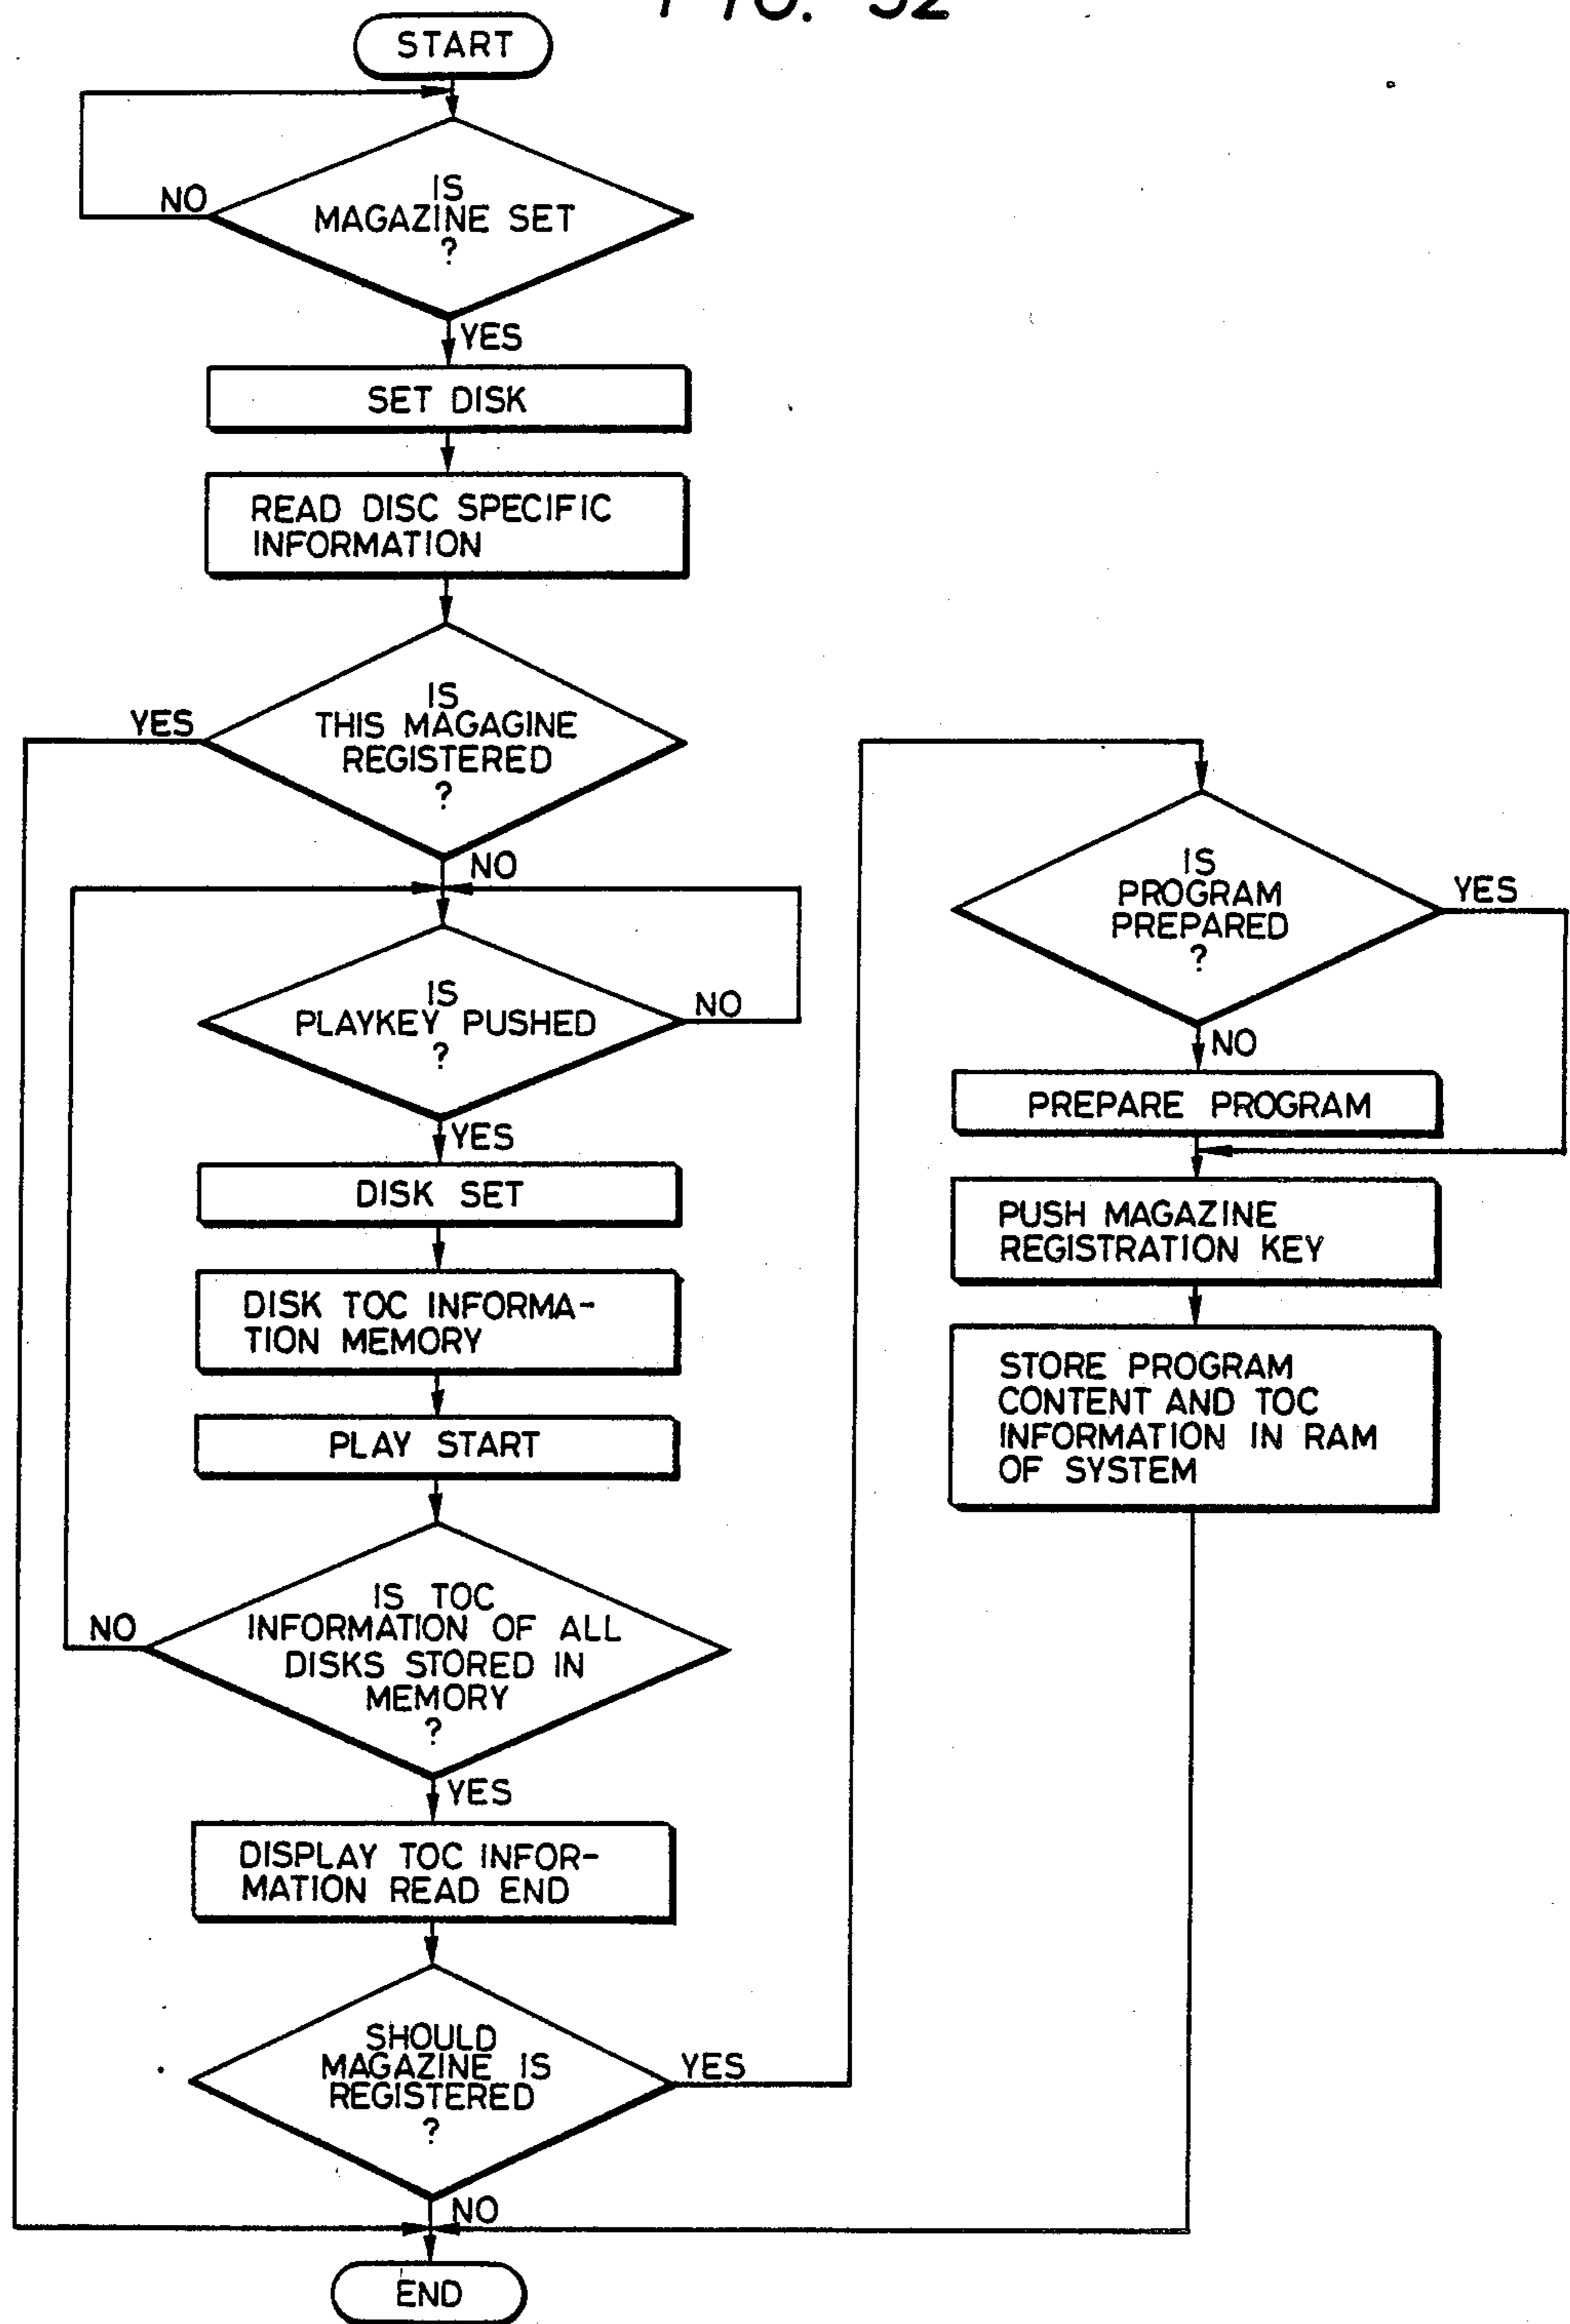 FIG. 32
START
IS
MAGAZINE SET
?
NO
YES
SET DISK
READ DISC SPECIFIC
INFORMATION
IS
THIS MAGAGINE
REGISTERED
?
YES
NO
IS
PLAYKEY PUSHED
?
NO
YES
DISK SET
DISK TOC INFORMA-
TION MEMORY
PLAY START
IS TOC
INFORMATION OF ALL
DISKS STORED IN
MEMORY
?
NO
YES
DISPLAY TOC INFOR-
MATION READ END
SHOULD
MAGAZINE IS
REGISTERED
?
YES
NO
IS
PROGRAM
PREPARED
?
YES
NO
PREPARE PROGRAM
PUSH MAGAZINE
REGISTRATION KEY
STORE PROGRAM
CONTENT AND TOC
INFORMATION IN RAM
OF SYSTEM
END